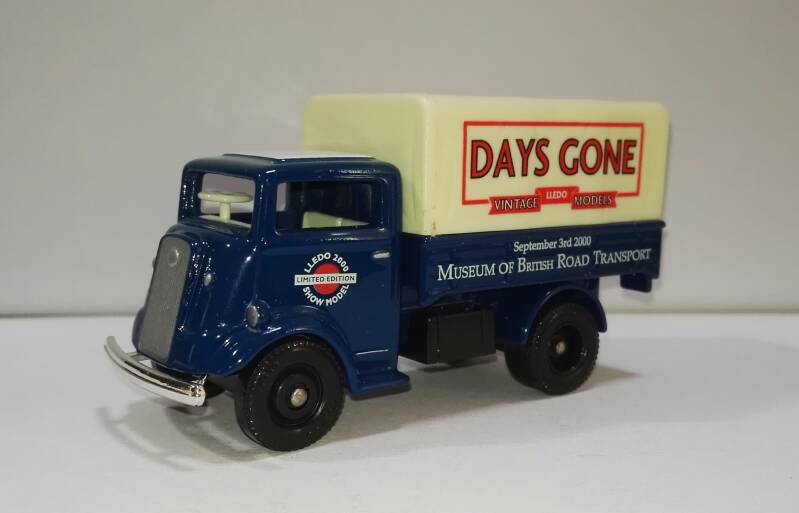 DAYS GONE
VINTAGE LLEDO MODELS
September 3rd 2000
MUSEUM OF BRITISH ROAD TRANSPORT
LLEDO 2000
LIMITED EDITION
SHOW MODEL